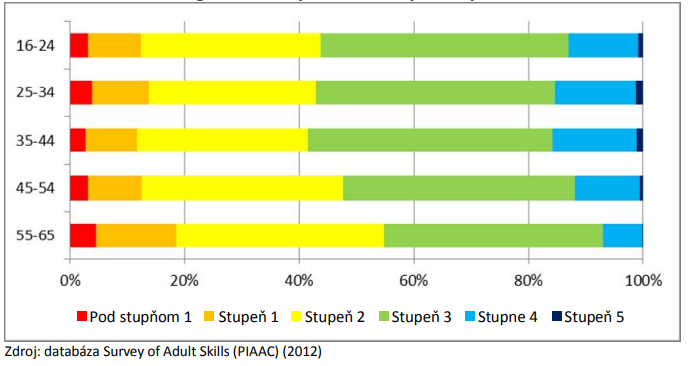 16-24
25-34
35-44
45-54
55-65
0% 20% 40% 60% 80% 100%
Pod stupňom 1 Stupeň 1 Stupeň 2 Stupeň 3 Stupne 4 Stupeň 5
Zdroj: databáza Survey of Adult Skills (PIAAC) (2012)